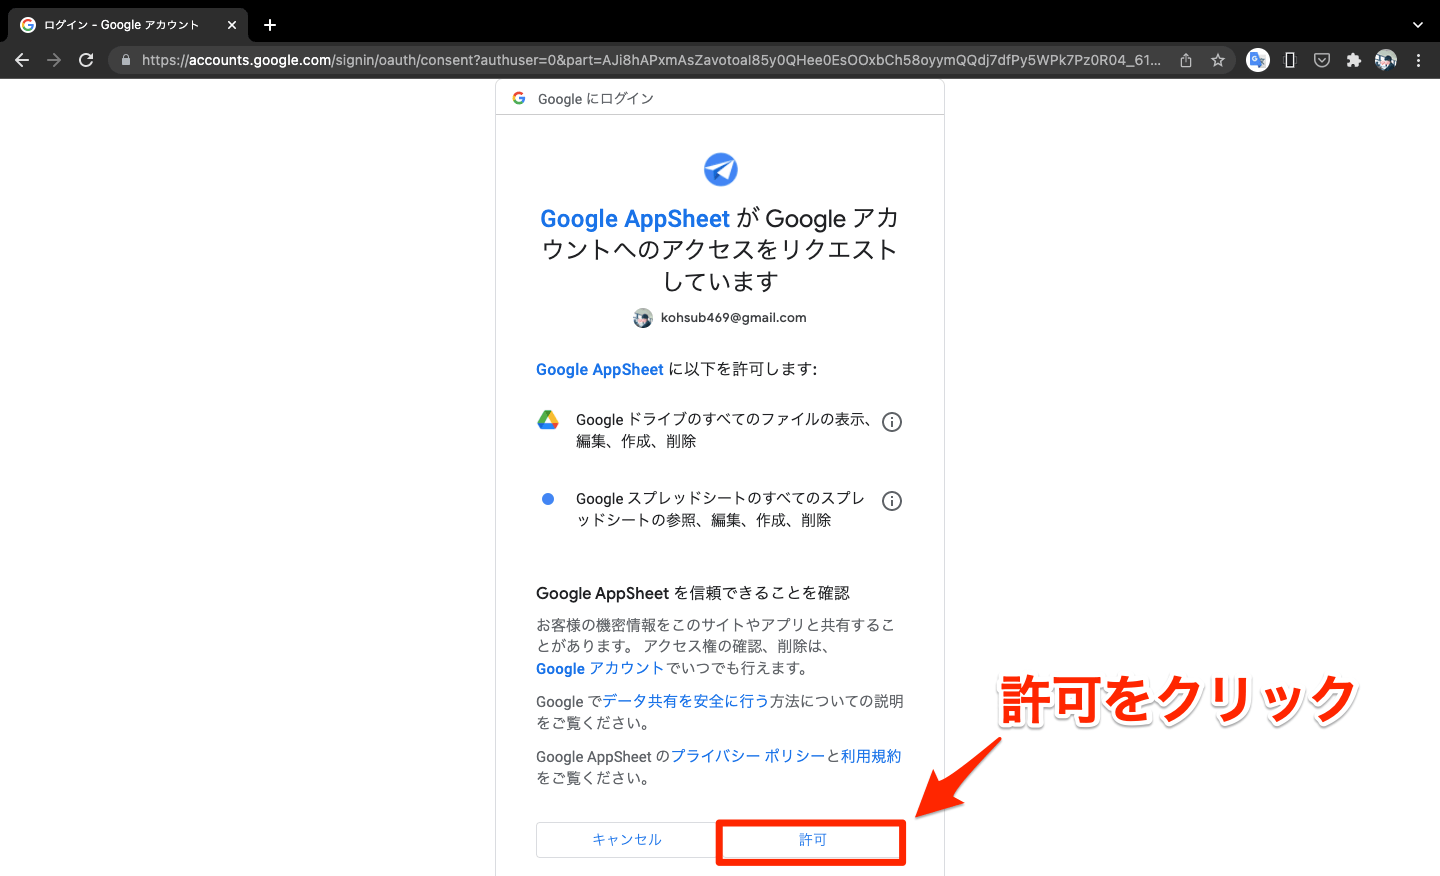 ログイン - Google アカウント
https://accounts.google.com/signin/oauth/consent?authuser=0&part=AJi8hAPxmAsZavotoal85y0QHee0EsOOxbCh58oyymQQdj7dfPy5WPk7Pz0R04_61...
Google にログイン
Google AppSheet が Google アカ
ウントへのアクセスをリクエスト
しています
kohsub469@gmail.com
Google AppSheet に以下を許可します:
Google ドライブのすべてのファイルの表示、
編集、作成、削除
Google スプレッドシートのすべてのスプレ
ッドシートの参照、編集、作成、削除
Google AppSheet を信頼できることを確認
お客様の機密情報をこのサイトやアプリと共有するこ
とがあります。 アクセス権の確認、削除は、
Google アカウントでいつでも行えます。
Google でデータ共有を安全に行う方法についての説明
をご覧ください。
Google AppSheet のプライバシー ポリシーと利用規約
をご覧ください。
許可をクリック
キャンセル
許可